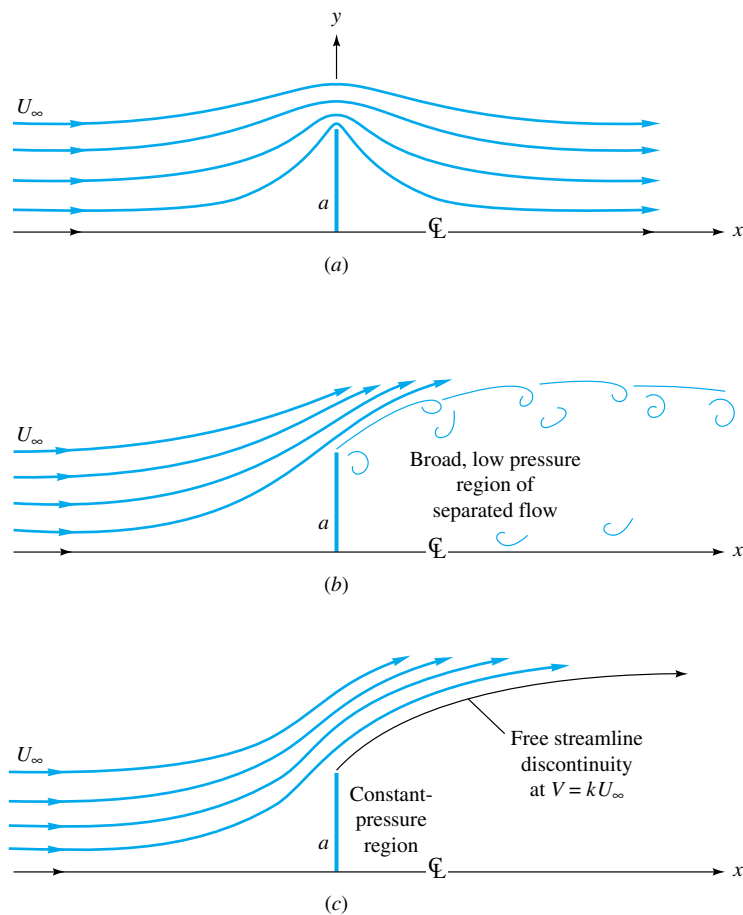 y
U∞
a
℄
x
(a)
U∞
Broad, low pressure
region of
separated flow
a
℄
x
(b)
U∞
Free streamline
discontinuity
at V = kU∞
Constant-
pressure
region
a
℄
x
(c)